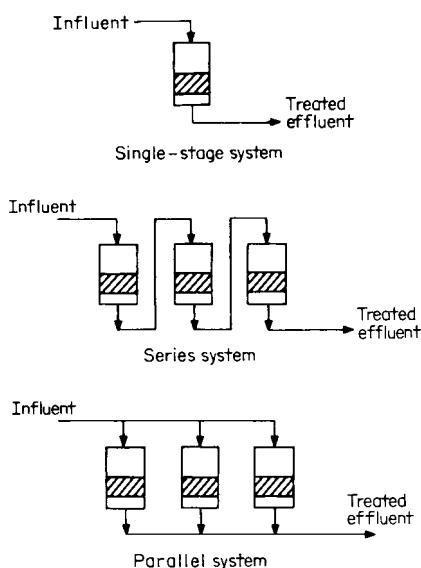 Influent
Treated
effluent
Single-stage system
Influent
Treated
effluent
Series system
Influent
Treated
effluent
Parallel system